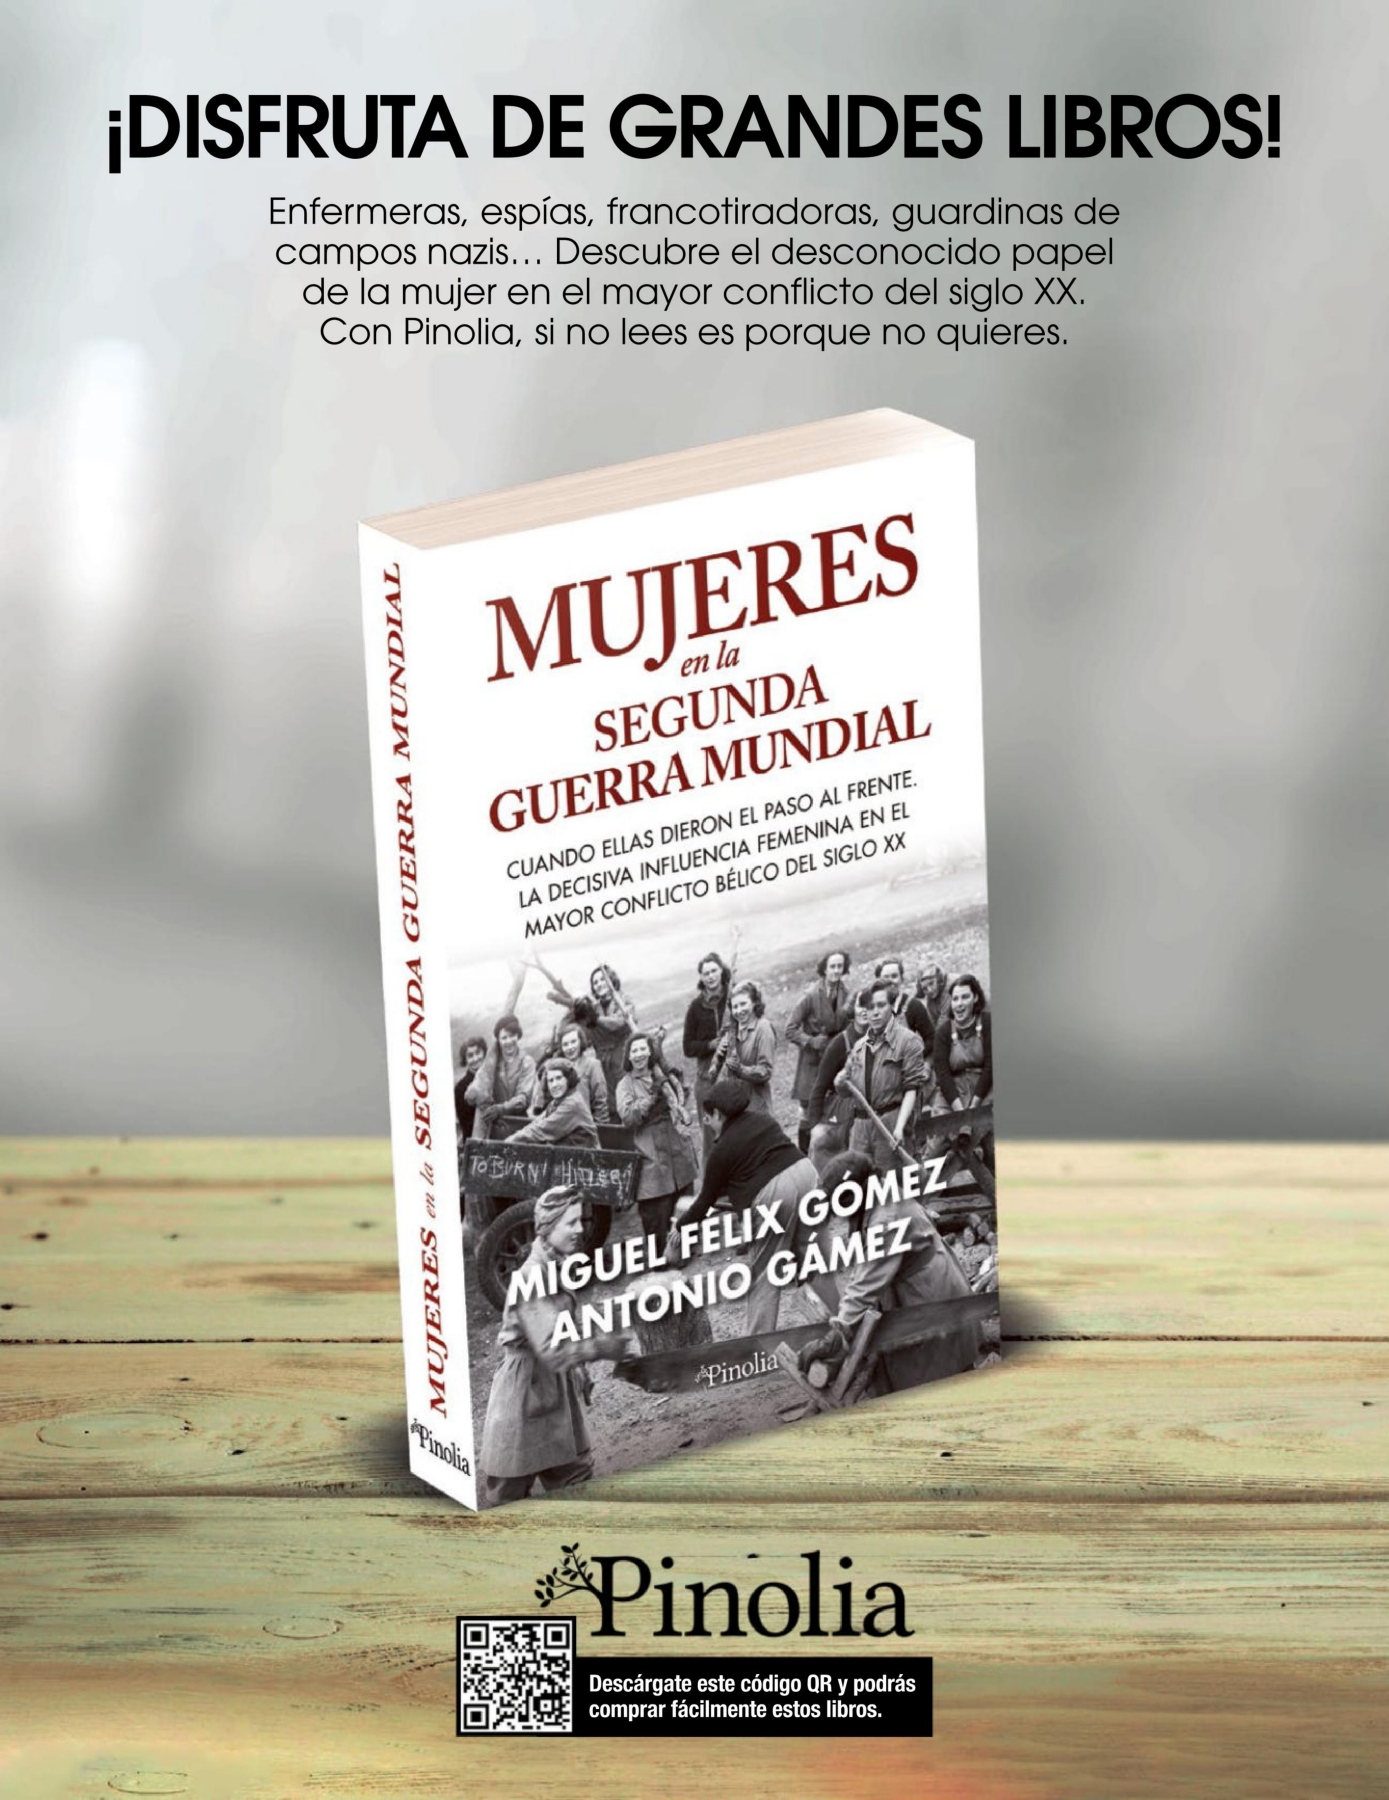 ¡DISFRUTA DE GRANDES LIBROS!
Enfermeras, espías, francotiradoras, guardinas de
campos nazis... Descubre el desconocido papel
de la mujer en el mayor conflicto del siglo XX.
Con Pinolia, si no lees es porque no quieres.
MUJERES
en la
SEGUNDA
GUERRA MUNDIAL
CUANDO ELLAS DIERON EL PASO AL FRENTE.
LA DECISIVA INFLUENCIA FEMENINA EN EL
MAYOR CONFLICTO BÉLICO DEL SIGLO XX
TO BURN HITLER
MIGUEL FÉLIX GÓMEZ
ANTONIO GÁMEZ
Pinolia
MUJERES en la SEGUNDA GUERRA MUNDIAL
Pinolia
Pinolia
Descárgate este código QR y podrás
comprar fácilmente estos libros.